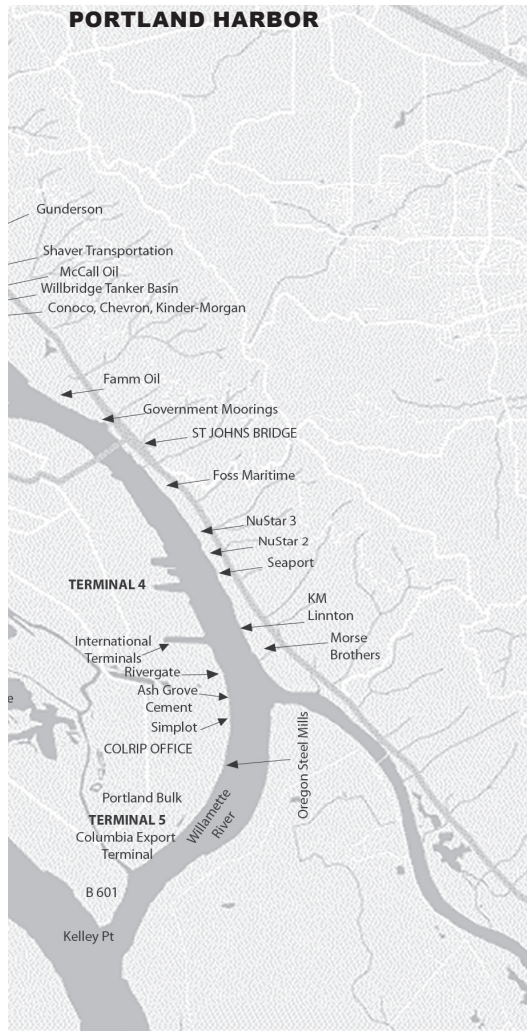 PORTLAND HARBOR
Gunderson
Shaver Transportation
McCall Oil
Willbridge Tanker Basin
Conoco, Chevron, Kinder-Morgan
Famm Oil
Government Moorings
ST JOHNS BRIDGE
Foss Maritime
NuStar 3
NuStar 2
Seaport
TERMINAL 4
KM
Linnton
Morse
Brothers
International
Terminals
Rivergate
Ash Grove
Cement
Simplot
COLRIP OFFICE
Oregon Steel Mills
Portland Bulk
TERMINAL 5
Columbia Export
Terminal
Willamette
River
B 601
Kelley Pt
e